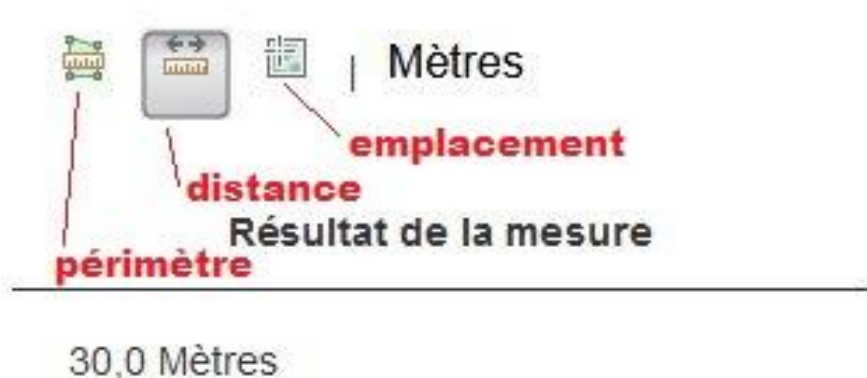 | Mètres
emplacement
distance
Résultat de la mesure
périmètre
30,0 Mètres